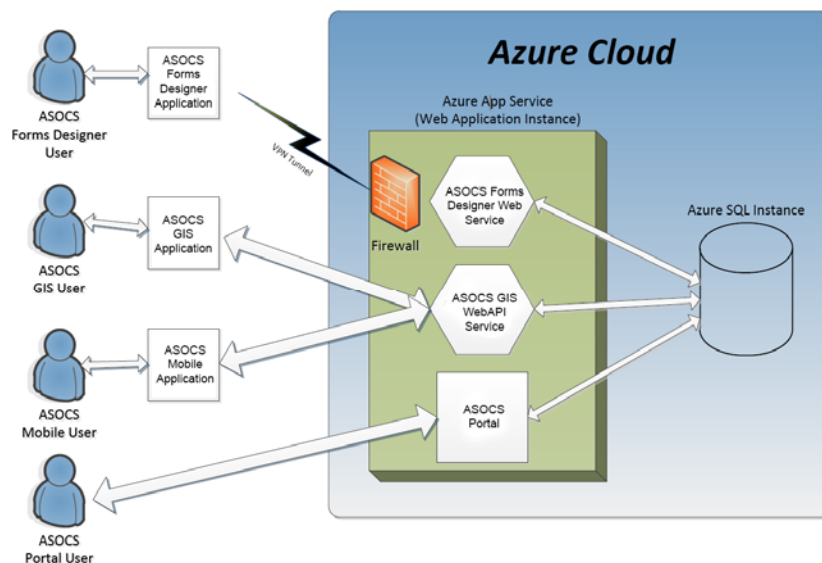 Azure Cloud
ASOCS
Forms
Designer
Application
ASOCS
Forms Designer
User
VPN Tunnel
Azure App Service
(Web Application Instance)
ASOCS Forms
Designer Web
Service
Firewall
Azure SQL Instance
ASOCS
GIS
Application
ASOCS
GIS User
ASOCS GIS
WebAPI
Service
ASOCS
Mobile
Application
ASOCS
Mobile User
ASOCS
Portal
ASOCS
Portal User